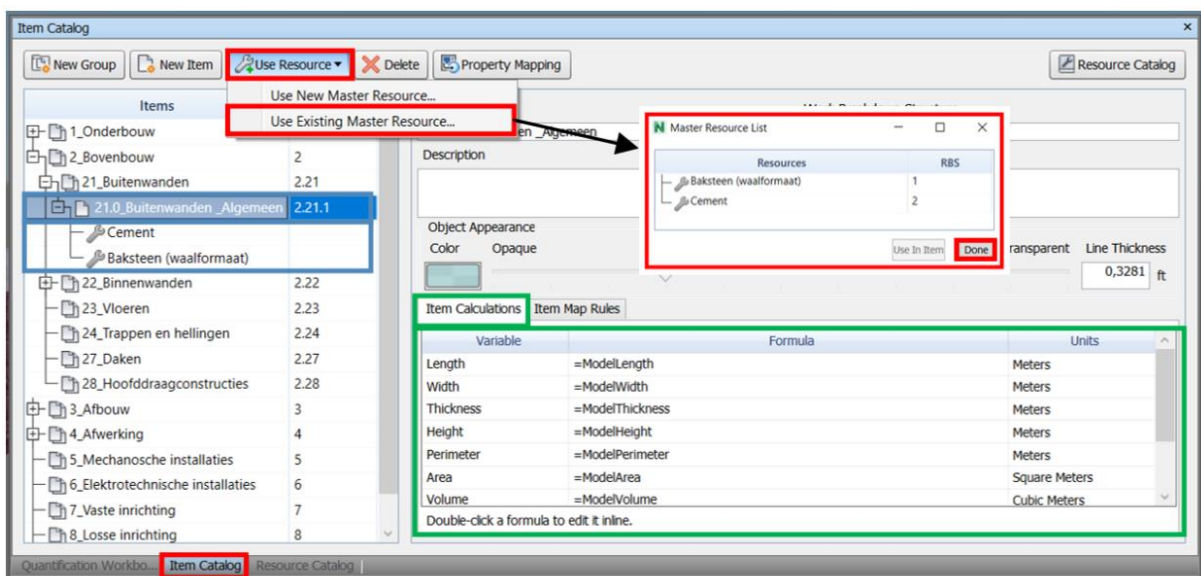 Item Catalog
New Group New Item Use Resource Delete Property Mapping Resource Catalog
Use New Master Resource...
Use Existing Master Resource...
Items
1_Onderbouw
2_Bovenbouw 2
21_Buitenwanden 2.21
21.0_Buitenwanden _Algemeen 2.21.1
Cement
Baksteen (waalformaat)
22_Binnenwanden 2.22
23_Vloeren 2.23
24_Trappen en hellingen 2.24
27_Daken 2.27
28_Hoofddraagconstructies 2.28
3_Afbouw 3
4_Afwerking 4
5_Mechanosche installaties 5
6_Elektrotechnische installaties 6
7_Vaste inrichting 7
8_Losse inrichting 8
en _Algemeen
Description
Master Resource List
Resources RBS
Baksteen (waalformaat) 1
Cement 2
Use In Item Done
Object Appearance
Color Opaque ransparent Line Thickness
0,3281 ft
Item Calculations Item Map Rules
Variable Formula Units
Length =ModelLength Meters
Width =ModelWidth Meters
Thickness =ModelThickness Meters
Height =ModelHeight Meters
Perimeter =ModelPerimeter Meters
Area =ModelArea Square Meters
Volume =ModelVolume Cubic Meters
Double-click a formula to edit it inline.
Quantification Workbo... Item Catalog Resource Catalog